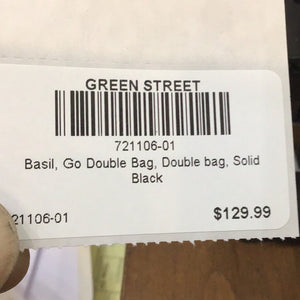 GREEN STREET
721106-01
Basil, Go Double Bag, Double bag, Solid
Black
21106-01 $129.99